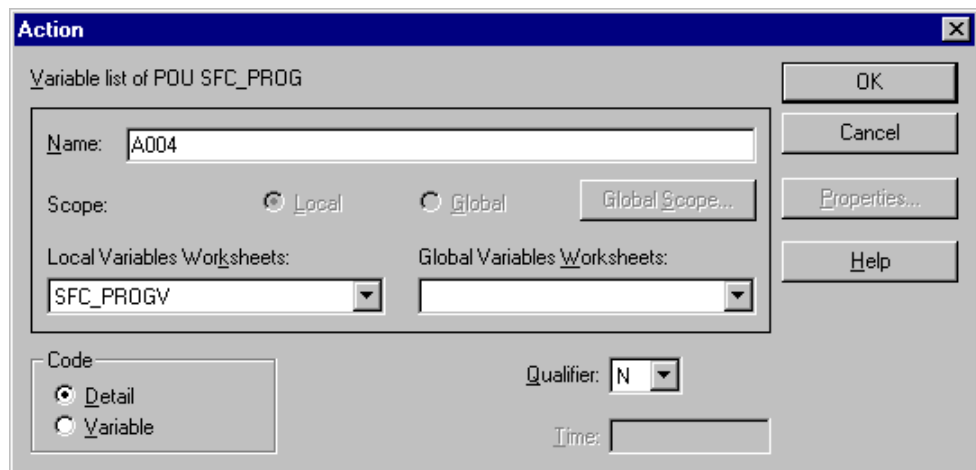 Action
Variable list of POU SFC_PROG
OK
Name: A004
Cancel
Scope: Local Global Global Scope... Properties...
Local Variables Worksheets: Global Variables Worksheets: Help
SFC_PROGV
Code
Detail
Variable
Qualifier: N
Time: